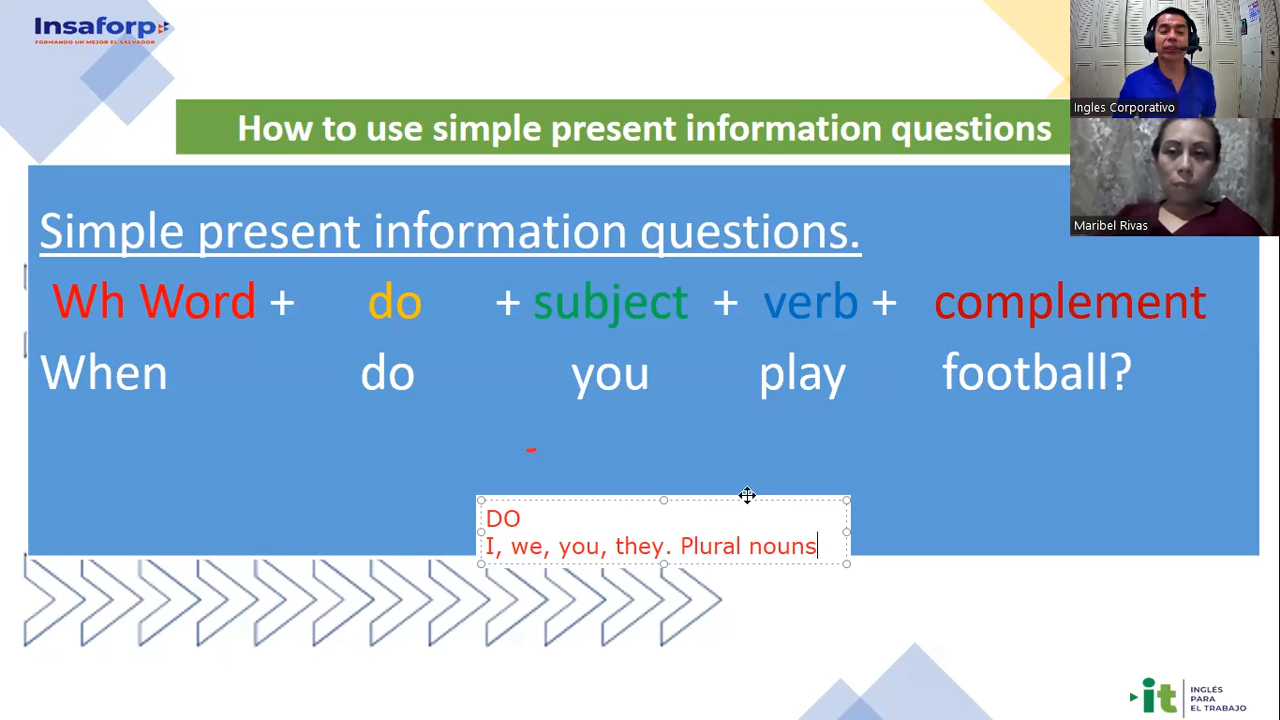 Insaforp
FORMANDO UN MEJOR EL SALVADOR
How to use simple present information questions
Ingles Corporativo
Maribel Rivas
Simple present information questions.
Wh Word + do + subject + verb + complement
When do you play football?
DO
I, we, you, they. Plural nouns
it INGLÉS
PARA
EL TRABAJO